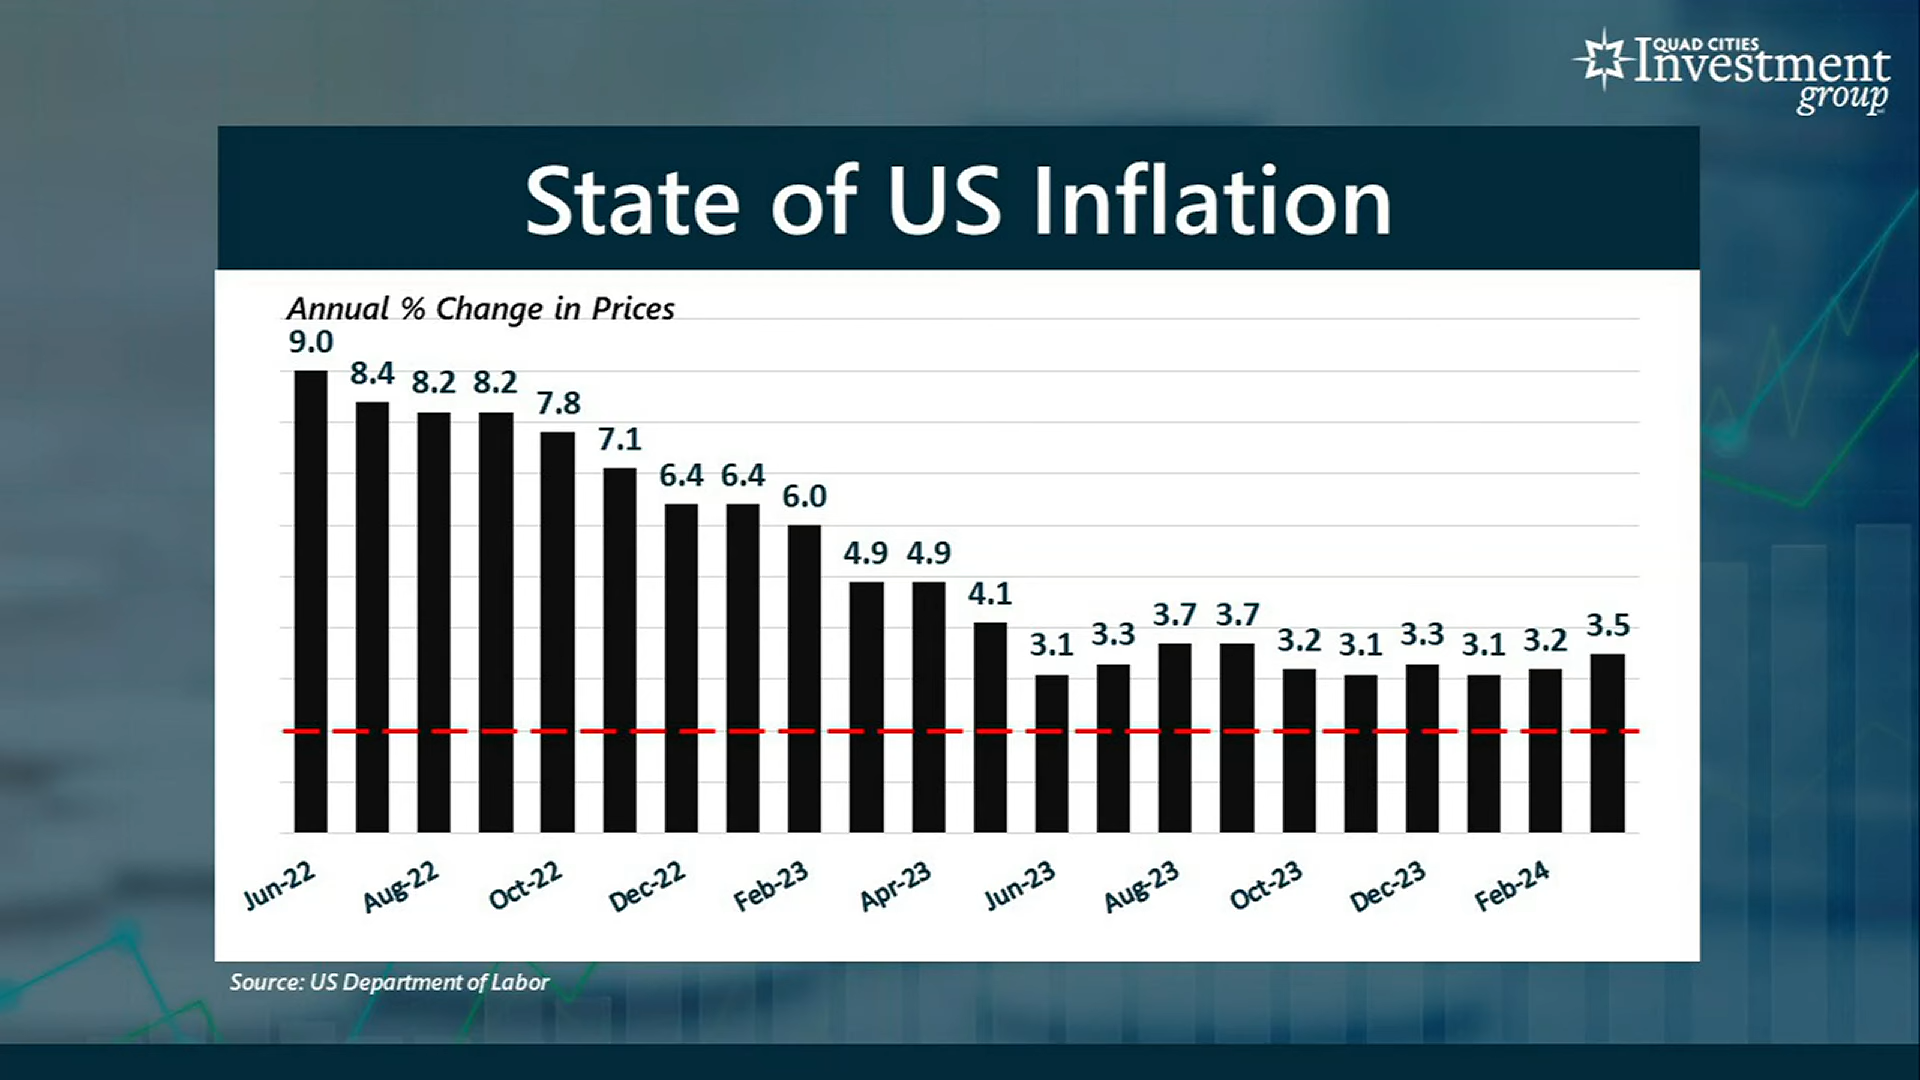 QUAD CITIES
Investment
group
State of US Inflation
Annual % Change in Prices
9.0
8.4
8.2
8.2
7.8
7.1
6.4
6.4
6.0
4.9
4.9
4.1
3.1
3.3
3.7
3.7
3.2
3.1
3.3
3.1
3.2
3.5
Jun-22
Aug-22
Oct-22
Dec-22
Feb-23
Apr-23
Jun-23
Aug-23
Oct-23
Dec-23
Feb-24
Source: US Department of Labor